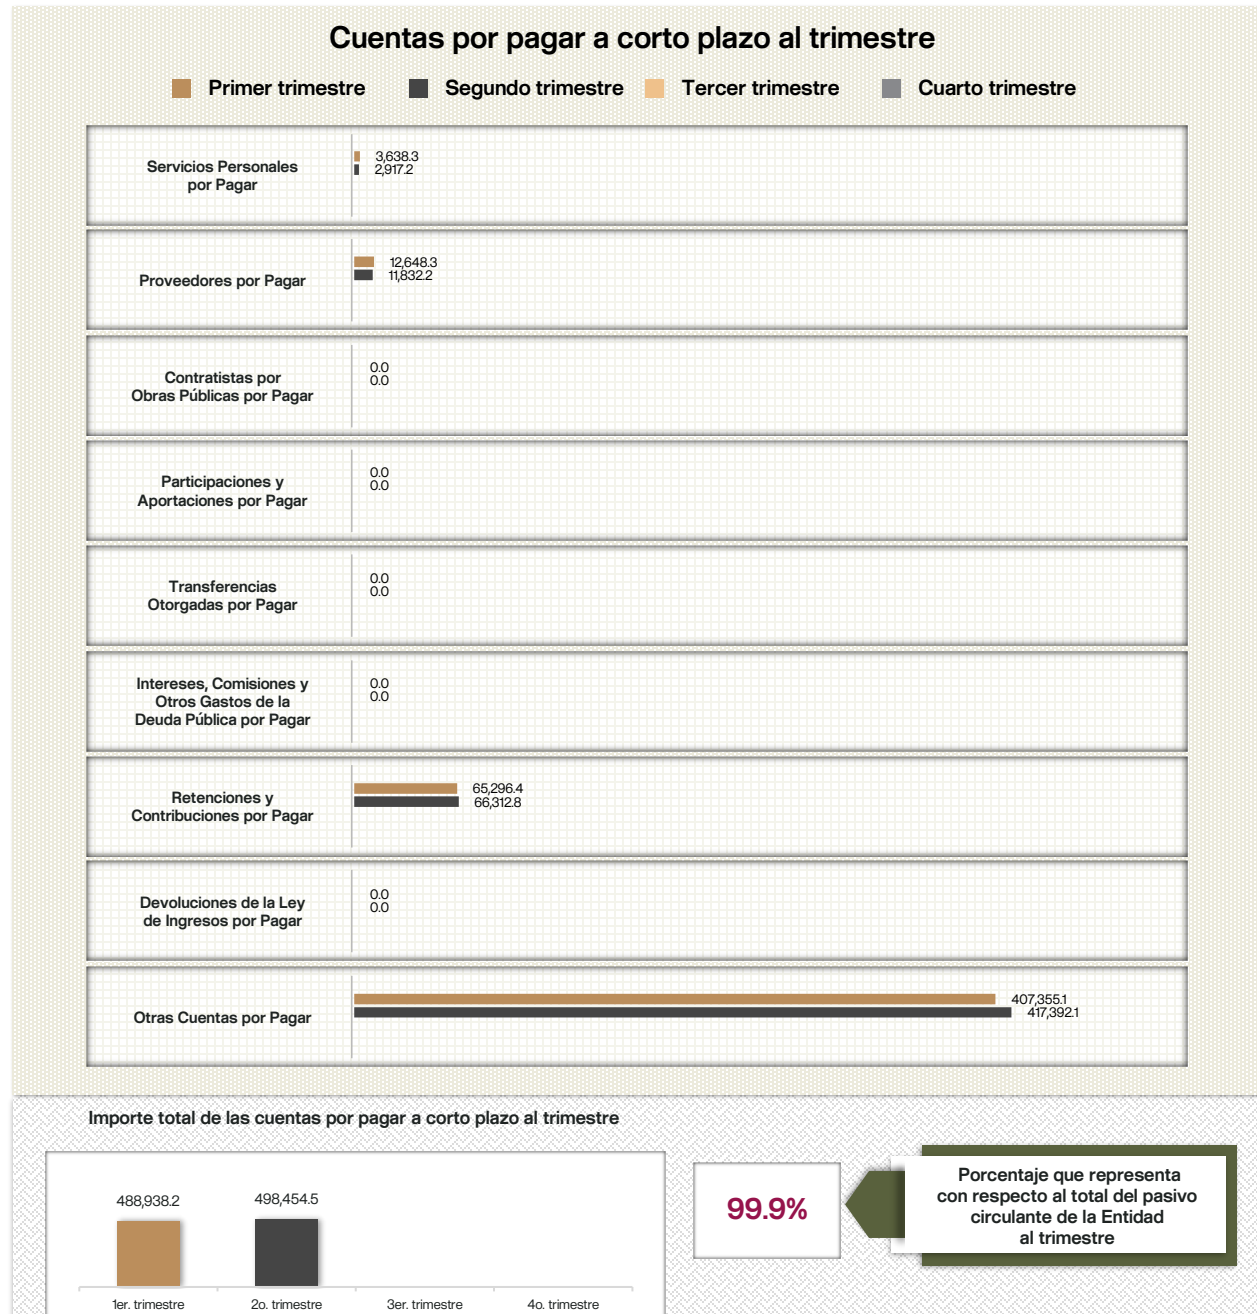 Cuentas por pagar a corto plazo al trimestre
Primer trimestre
Segundo trimestre
Tercer trimestre
Cuarto trimestre
Servicios Personales
por Pagar
3,638.3
2,917.2
Proveedores por Pagar
12,648.3
11,832.2
Contratistas por
Obras Públicas por Pagar
0.0
0.0
Participaciones y
Aportaciones por Pagar
0.0
0.0
Transferencias
Otorgadas por Pagar
0.0
0.0
Intereses, Comisiones y
Otros Gastos de la
Deuda Pública por Pagar
0.0
0.0
Retenciones y
Contribuciones por Pagar
65,296.4
66,312.8
Devoluciones de la Ley
de Ingresos por Pagar
0.0
0.0
Otras Cuentas por Pagar
407,355.1
417,392.1
Importe total de las cuentas por pagar a corto plazo al trimestre
488,938.2
498,454.5
1er. trimestre
2o. trimestre
3er. trimestre
4o. trimestre
99.9%
Porcentaje que representa
con respecto al total del pasivo
circulante de la Entidad
al trimestre